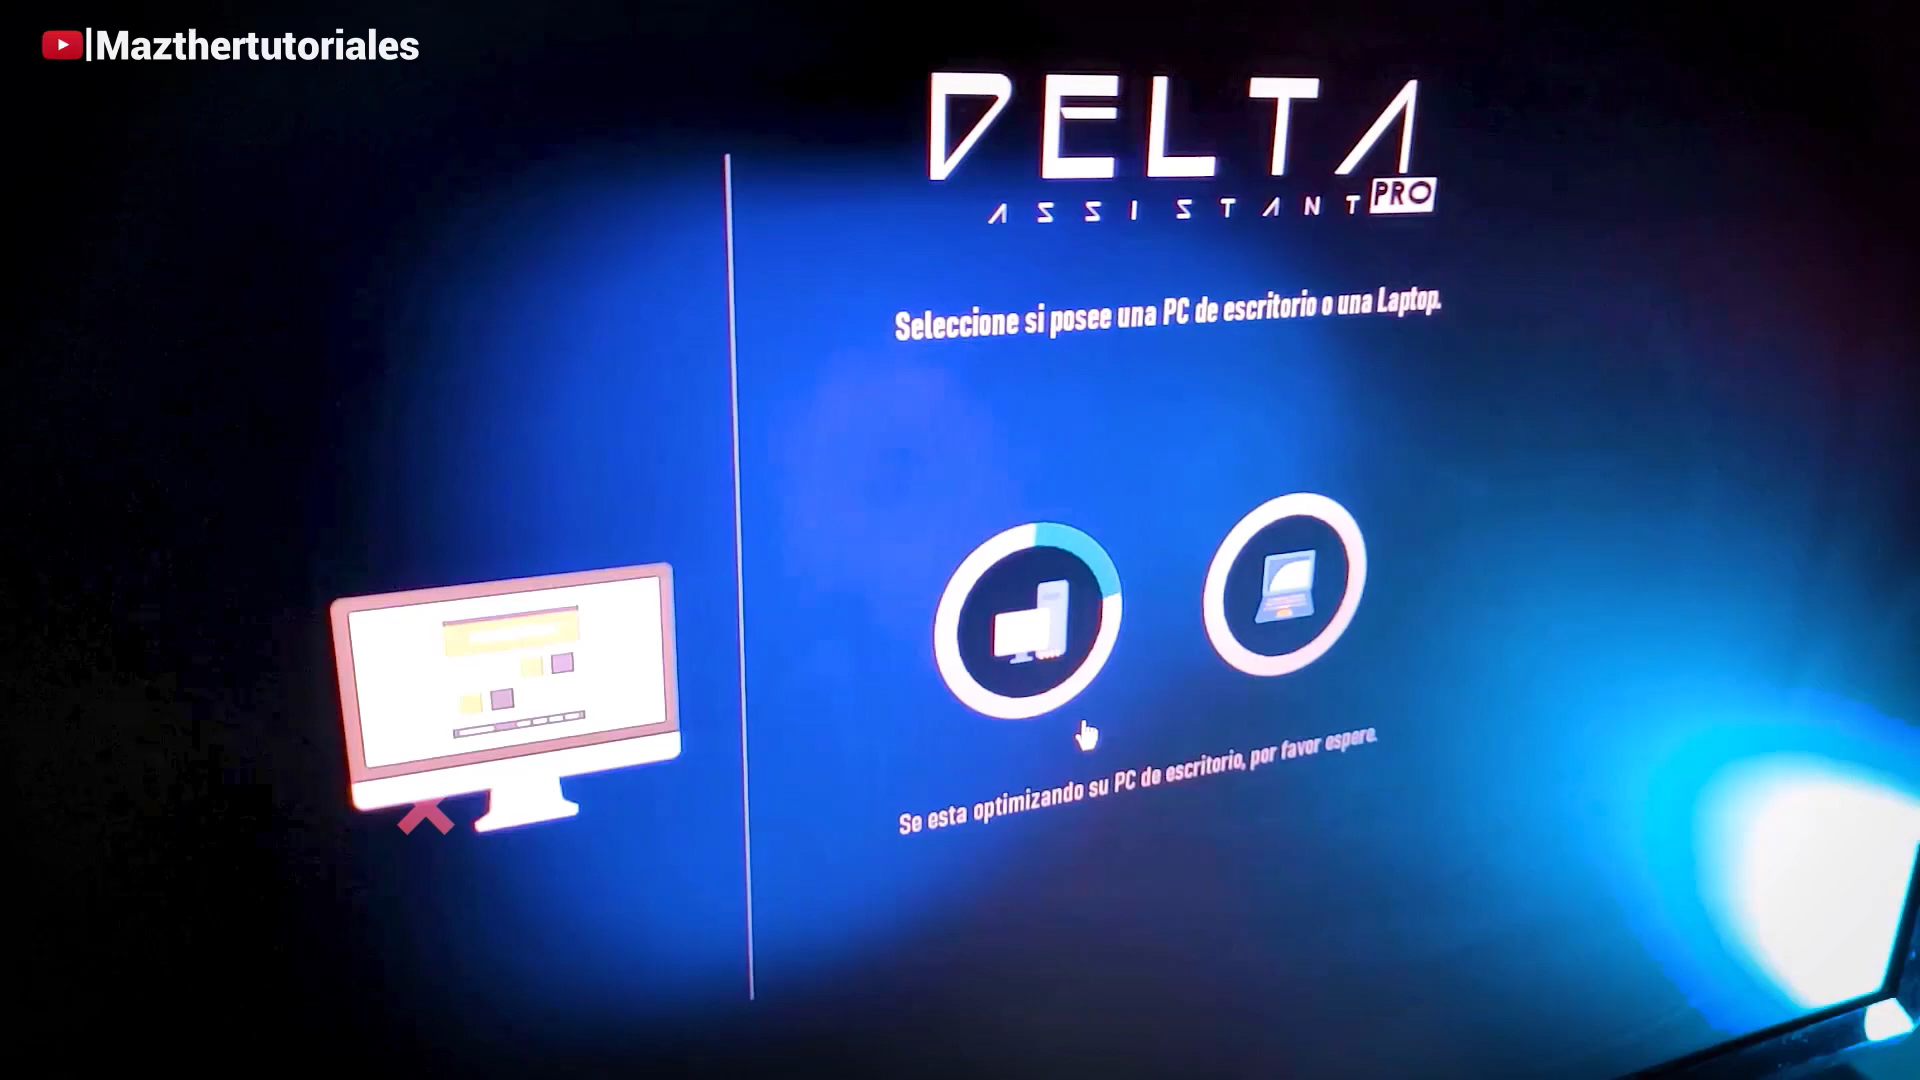 |Mazthertutoriales
DELTA
ASSISTANT PRO
Seleccione si posee una PC de escritorio o una Laptop.
Se esta optimizando su PC de escritorio, por favor espere.